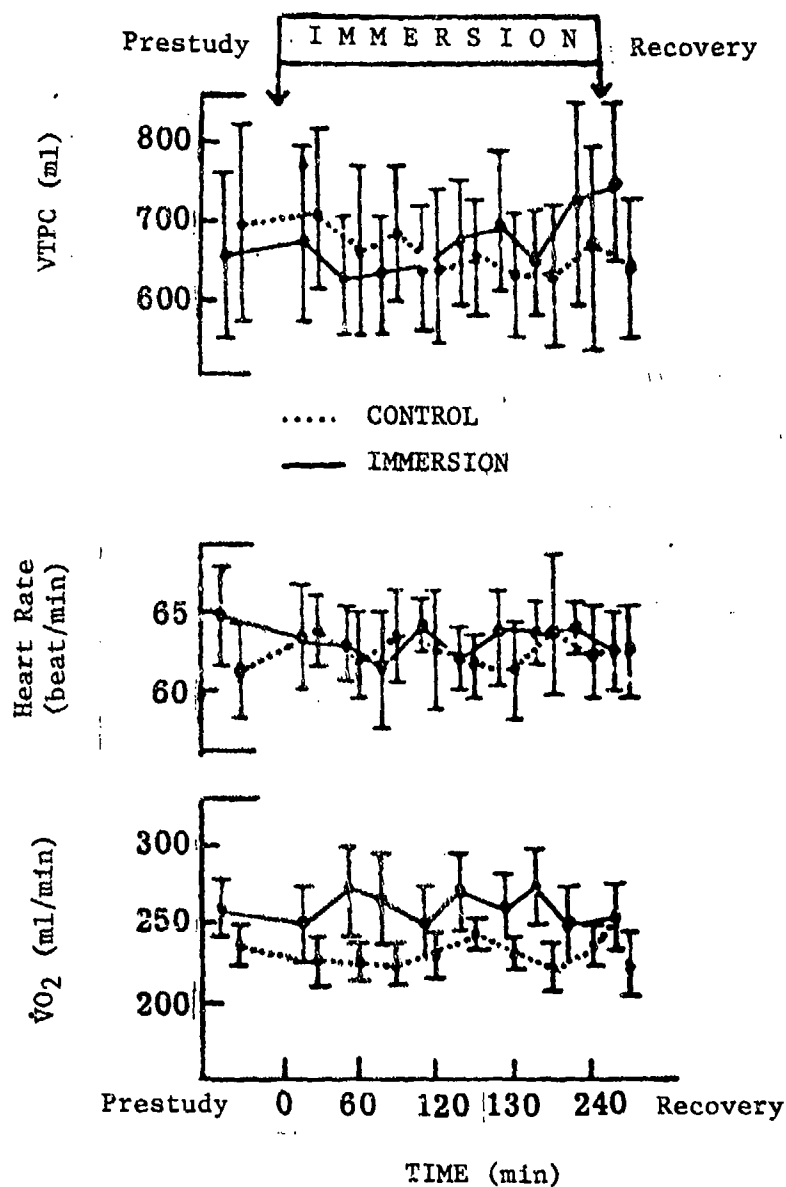 Prestudy IMMERSION Recovery
VTPC (ml)
800
700
600
..... CONTROL
— IMMERSION
Heart Rate
(beat/min)
65
60
V̇O2 (ml/min)
300
250
200
Prestudy 0 60 120 130 240 Recovery
TIME (min)